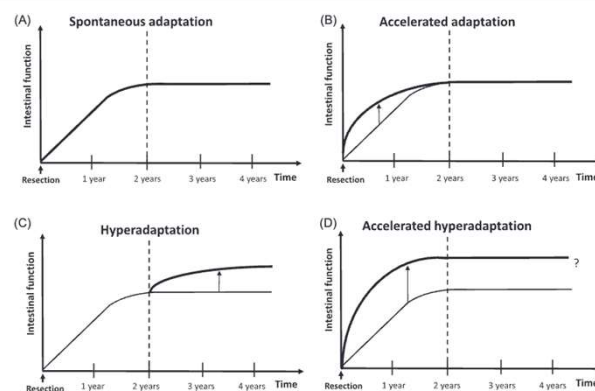 (A)
Spontaneous adaptation
Intestinal function
Resection
1 year
2 years
3 years
4 years
Time
(B)
Accelerated adaptation
Intestinal function
Resection
1 year
2 years
3 years
4 years
Time
(C)
Hyperadaptation
Intestinal function
Resection
1 year
2 years
3 years
4 years
Time
(D)
Accelerated hyperadaptation
Intestinal function
?
Resection
1 year
2 years
3 years
4 years
Time